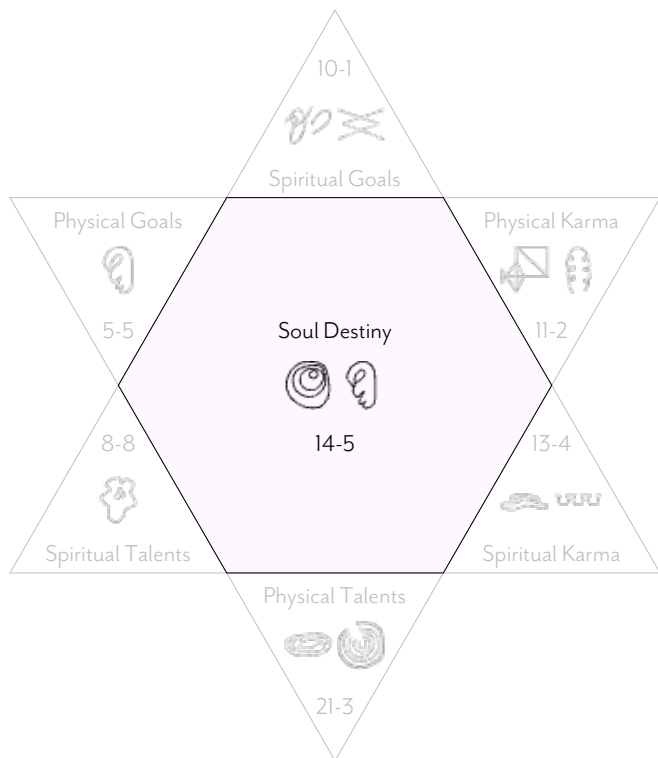 10-1
Spiritual Goals
Physical Goals
Physical Karma
5-5
Soul Destiny
11-2
8-8
14-5
13-4
Spiritual Talents
Spiritual Karma
Physical Talents
21-3